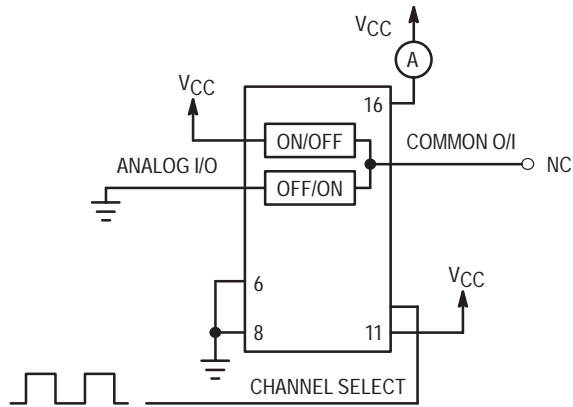 VCC
A
VCC
16
ON/OFF
COMMON O/I
NC
ANALOG I/O
OFF/ON
VCC
6
8
11
CHANNEL SELECT